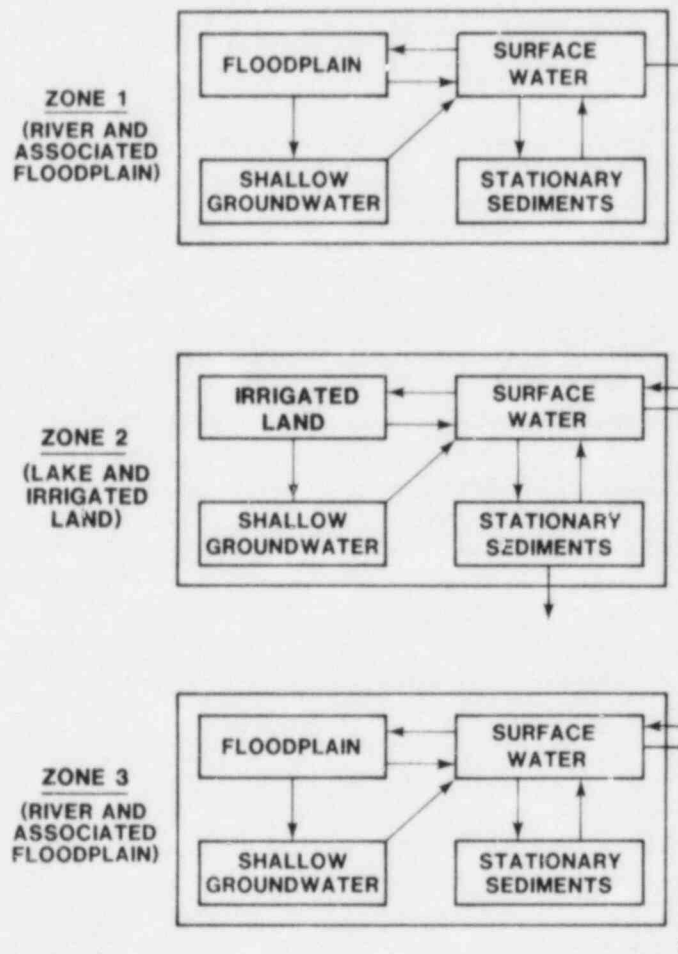 ZONE 1
(RIVER AND
ASSOCIATED
FLOODPLAIN)
FLOODPLAIN
SURFACE
WATER
SHALLOW
GROUNDWATER
STATIONARY
SEDIMENTS
ZONE 2
(LAKE AND
IRRIGATED
LAND)
IRRIGATED
LAND
SURFACE
WATER
SHALLOW
GROUNDWATER
STATIONARY
SEDIMENTS
ZONE 3
(RIVER AND
ASSOCIATED
FLOODPLAIN)
FLOODPLAIN
SURFACE
WATER
SHALLOW
GROUNDWATER
STATIONARY
SEDIMENTS